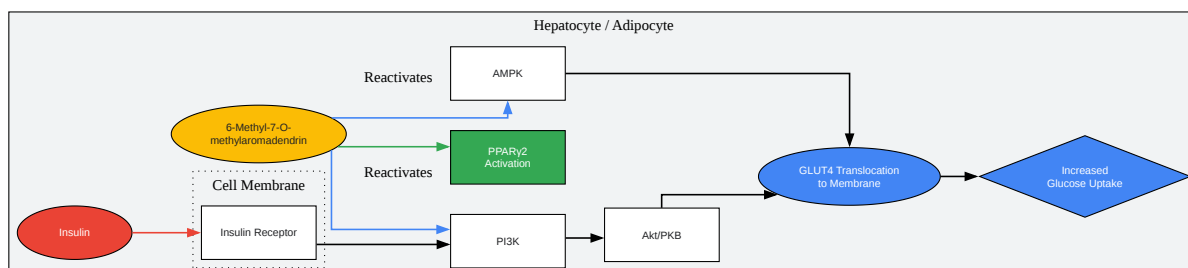 Hepatocyte / Adipocyte
Reactivates
AMPK
6-Methyl-7-O-
methylaromadendrin
PPARγ2
Activation
Reactivates
GLUT4 Translocation
to Membrane
Increased
Glucose Uptake
Cell Membrane
Insulin
Insulin Receptor
PI3K
Akt/PKB